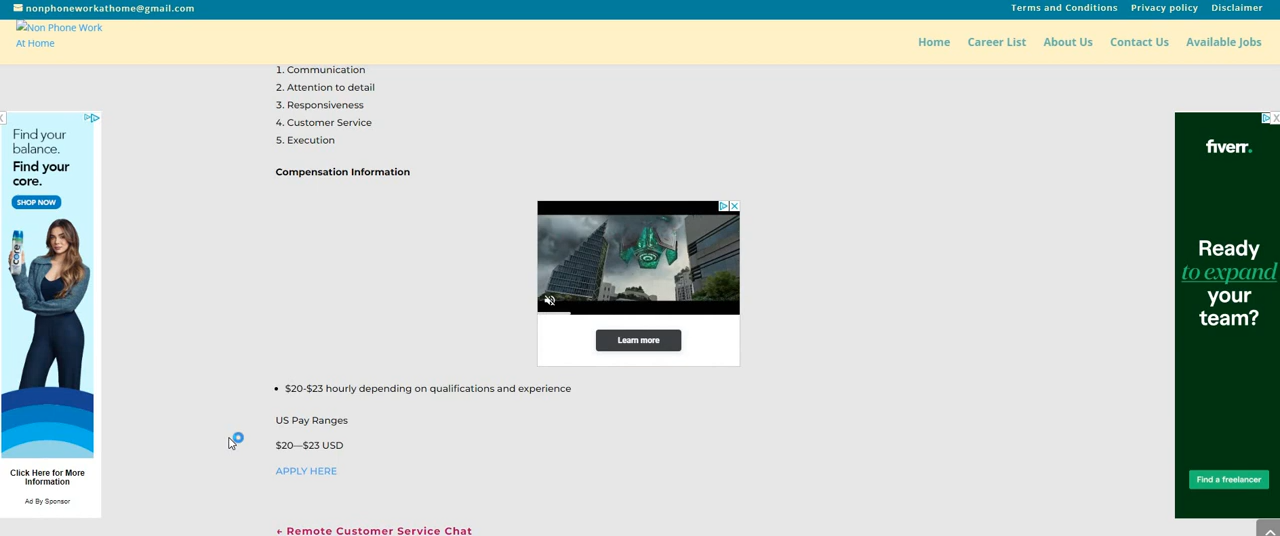 nonphoneworkathome@gmail.com
Terms and Conditions Privacy policy Disclaimer
Non Phone Work
At Home
Home Career List About Us Contact Us Available Jobs
1. Communication
2. Attention to detail
3. Responsiveness
4. Customer Service
5. Execution
Compensation Information
Find your
balance.
Find your
core.
SHOP NOW
Click Here for More
Information
Ad By Sponsor
Learn more
• $20-$23 hourly depending on qualifications and experience
US Pay Ranges
$20—$23 USD
APPLY HERE
← Remote Customer Service Chat
fiverr.
Ready
to expand
your
team?
Find a freelancer